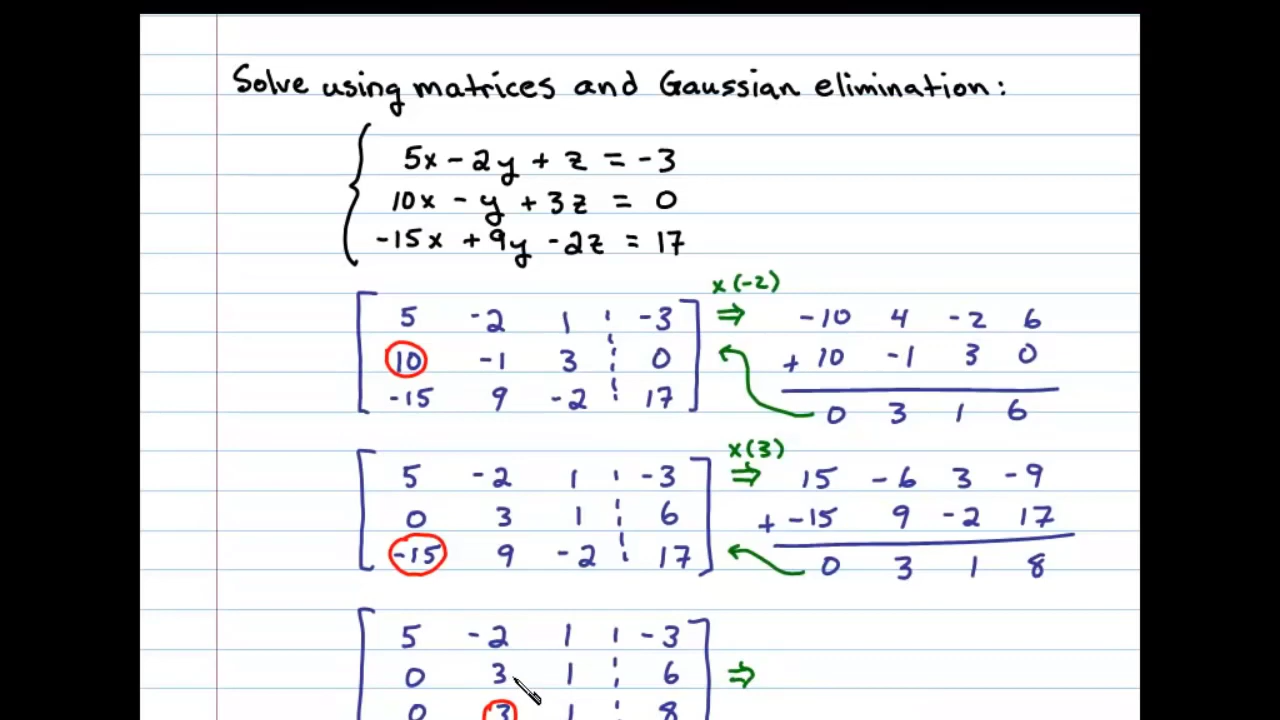 Solve using matrices and Gaussian elimination:
5x - 2y + z = -3
10x - y + 3z = 0
-15x + 9y - 2z = 17
x(-2)
5 -2 1 ¦ -3 ⇒ -10 4 -2 6
10 -1 3 ¦ 0 + 10 -1 3 0
-15 9 -2 ¦ 17
0 3 1 6
x(3)
5 -2 1 ¦ -3 ⇒ 15 -6 3 -9
0 3 1 ¦ 6 + -15 9 -2 17
-15 9 -2 ¦ 17 0 3 1 8
5 -2 1 ¦ -3
0 3 1 ¦ 6 ⇒
0 3 1 8